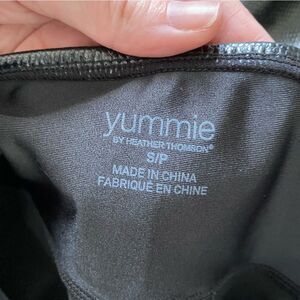 yummie
BY HEATHER THOMSON®
S/P
MADE IN CHINA
FABRIQUÉ EN CHINE